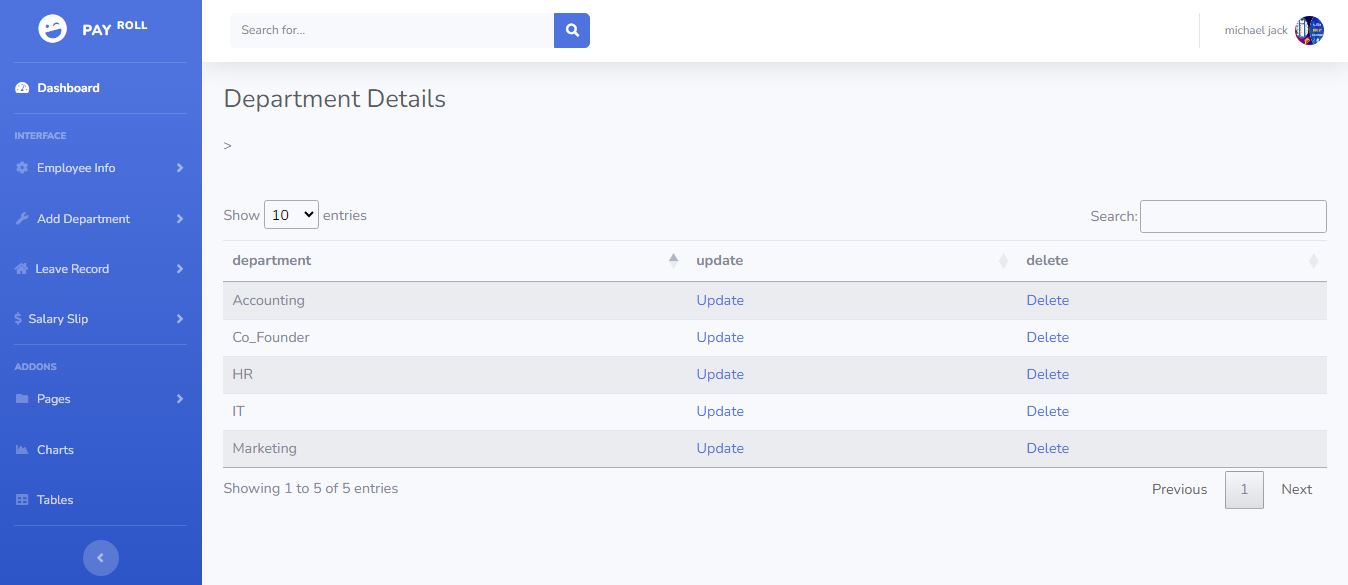 PAY ROLL
Dashboard
INTERFACE
Employee Info
Add Department
Leave Record
Salary Slip
ADDONS
Pages
Charts
Tables
Search for...
michael jack
Department Details
>
Show 10 entries
Search:
department update delete
Accounting Update Delete
Co_Founder Update Delete
HR Update Delete
IT Update Delete
Marketing Update Delete
Showing 1 to 5 of 5 entries
Previous 1 Next